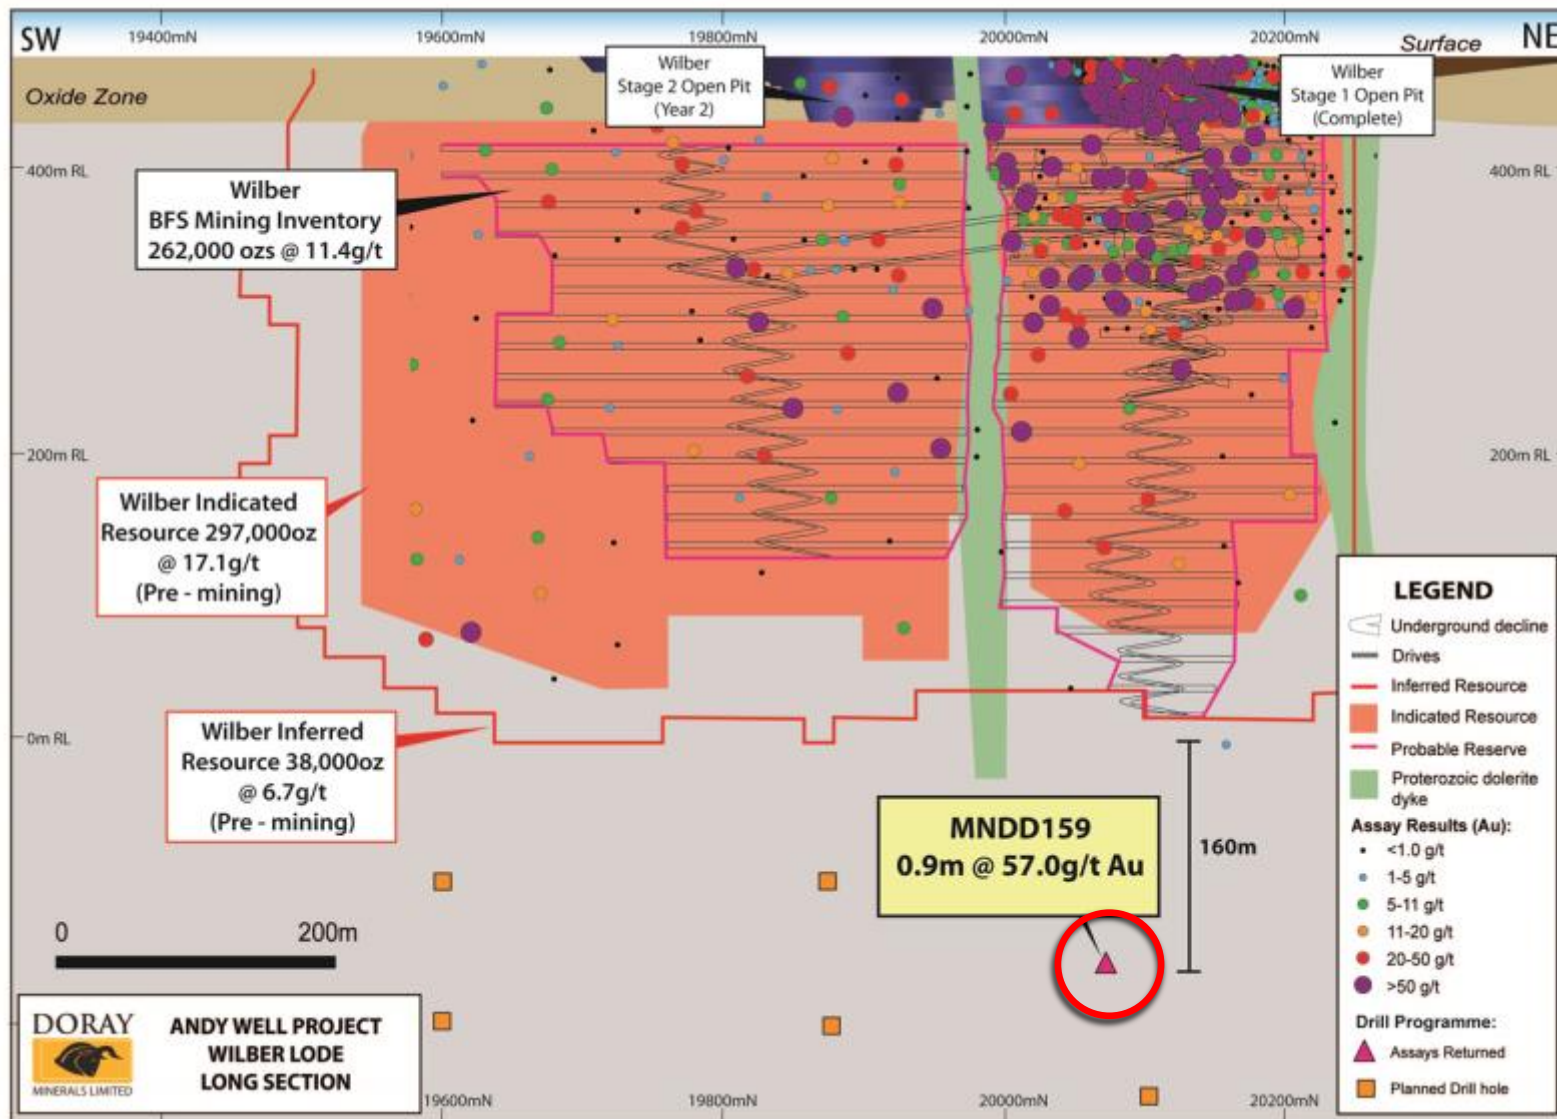 SW
19400mN
19600mN
19800mN
20000mN
20200mN
Surface
NE
Oxide Zone
Wilber
Stage 2 Open Pit
(Year 2)
Wilber
Stage 1 Open Pit
(Complete)
400m RL
400m RL
Wilber
BFS Mining Inventory
262,000 ozs @ 11.4g/t
200m RL
200m RL
Wilber Indicated
Resource 297,000oz
@ 17.1g/t
(Pre - mining)
0m RL
Wilber Inferred
Resource 38,000oz
@ 6.7g/t
(Pre - mining)
MNDD159
0.9m @ 57.0g/t Au
160m
LEGEND
Underground decline
Drives
Inferred Resource
Indicated Resource
Probable Reserve
Proterozoic dolerite
dyke
Assay Results (Au):
<1.0 g/t
1-5 g/t
5-11 g/t
11-20 g/t
20-50 g/t
>50 g/t
Drill Programme:
Assays Returned
Planned Drill hole
0
200m
DORAY
MINERALS LIMITED
ANDY WELL PROJECT
WILBER LODE
LONG SECTION
19600mN
19800mN
20000mN
20200mN